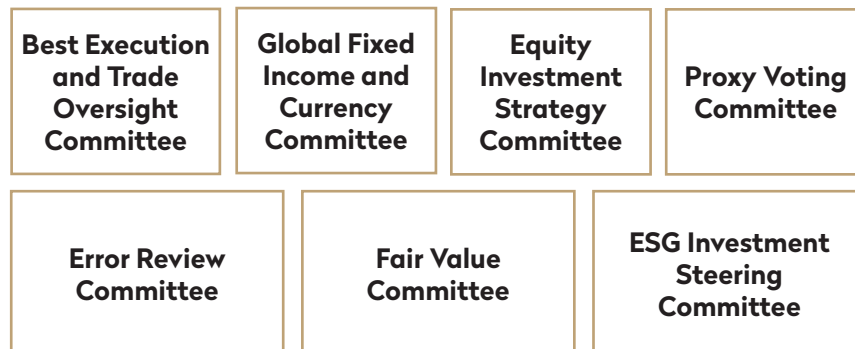 Best Execution
and Trade
Oversight
Committee
Global Fixed
Income and
Currency
Committee
Equity
Investment
Strategy
Committee
Proxy Voting
Committee
Error Review
Committee
Fair Value
Committee
ESG Investment
Steering
Committee